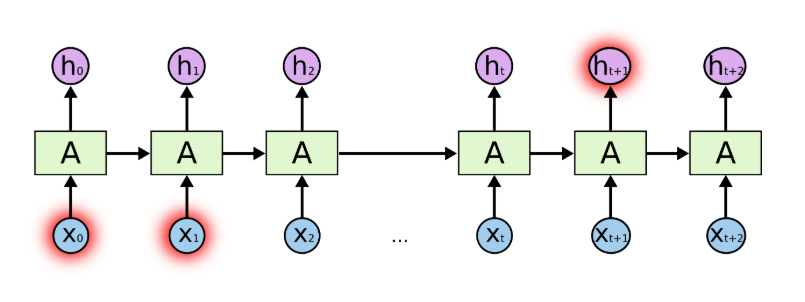 h₀ h₁ h₂ hₜ hₜ₊₁ hₜ₊₂
A A A A A A
x₀ x₁ x₂ ... xₜ xₜ₊₁ xₜ₊₂